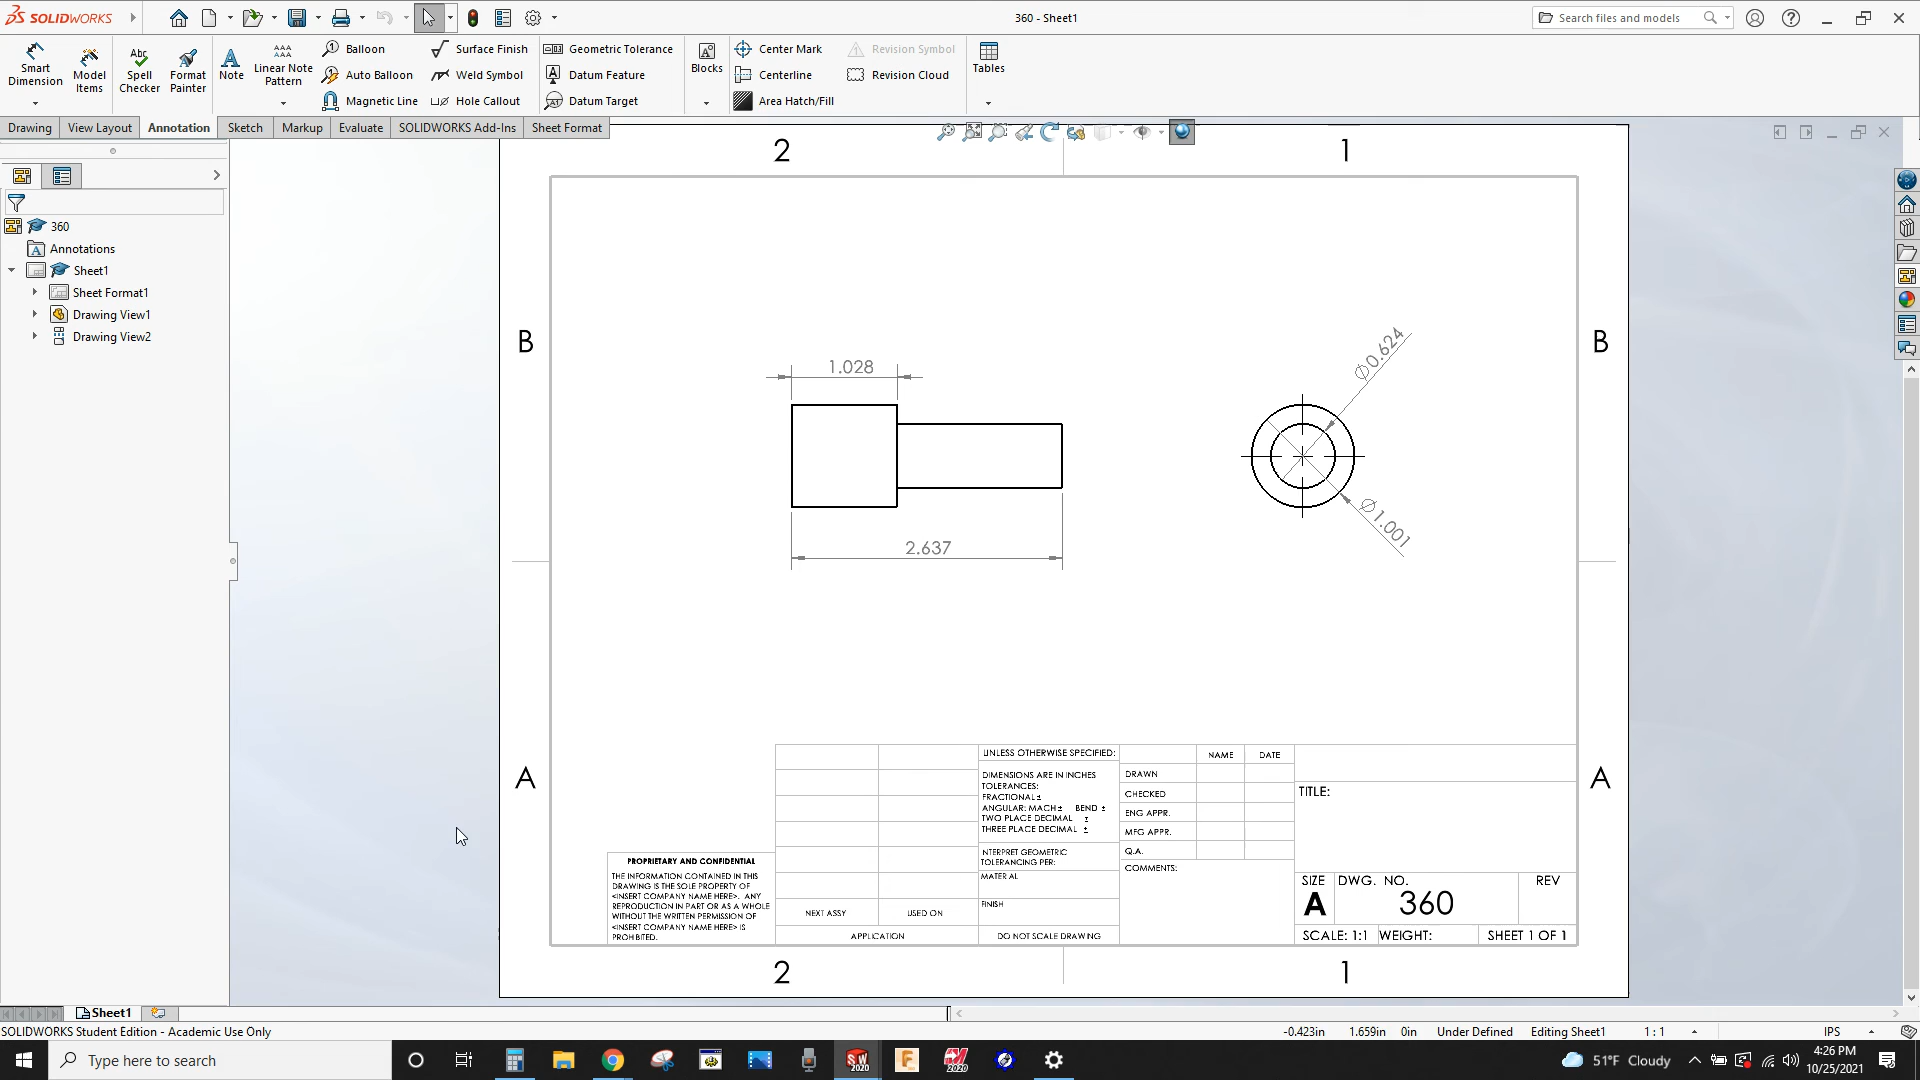 SOLIDWORKS
360 - Sheet1
Search files and models
Smart Dimension
Model Items
Spell Checker
Format Painter
Note
Linear Note Pattern
Balloon
Auto Balloon
Magnetic Line
Surface Finish
Weld Symbol
Hole Callout
Geometric Tolerance
Datum Feature
Datum Target
Blocks
Center Mark
Centerline
Area Hatch/Fill
Revision Symbol
Revision Cloud
Tables
Drawing
View Layout
Annotation
Sketch
Markup
Evaluate
SOLIDWORKS Add-Ins
Sheet Format
360
Annotations
Sheet1
Sheet Format1
Drawing View1
Drawing View2
2
1
B
B
1.028
∅0.624
2.637
∅1.001
A
A
UNLESS OTHERWISE SPECIFIED:
DIMENSIONS ARE IN INCHES
TOLERANCES:
FRACTIONAL±
ANGULAR: MACH± BEND ±
TWO PLACE DECIMAL ±
THREE PLACE DECIMAL ±
INTERPRET GEOMETRIC
TOLERANCING PER:
MATERIAL
FINISH
DO NOT SCALE DRAWING
NAME
DATE
DRAWN
CHECKED
ENG APPR.
MFG APPR.
Q.A.
COMMENTS:
TITLE:
SIZE
A
DWG. NO.
360
REV
SCALE: 1:1
WEIGHT:
SHEET 1 OF 1
PROPRIETARY AND CONFIDENTIAL
THE INFORMATION CONTAINED IN THIS
DRAWING IS THE SOLE PROPERTY OF
<INSERT COMPANY NAME HERE>. ANY
REPRODUCTION IN PART OR AS A WHOLE
WITHOUT THE WRITTEN PERMISSION OF
<INSERT COMPANY NAME HERE> IS
PROHIBITED.
NEXT ASSY
USED ON
APPLICATION
2
1
Sheet1
SOLIDWORKS Student Edition - Academic Use Only
-0.423in
1.659in
0in
Under Defined
Editing Sheet1
1 : 1
IPS
Type here to search
51°F Cloudy
4:26 PM
10/25/2021